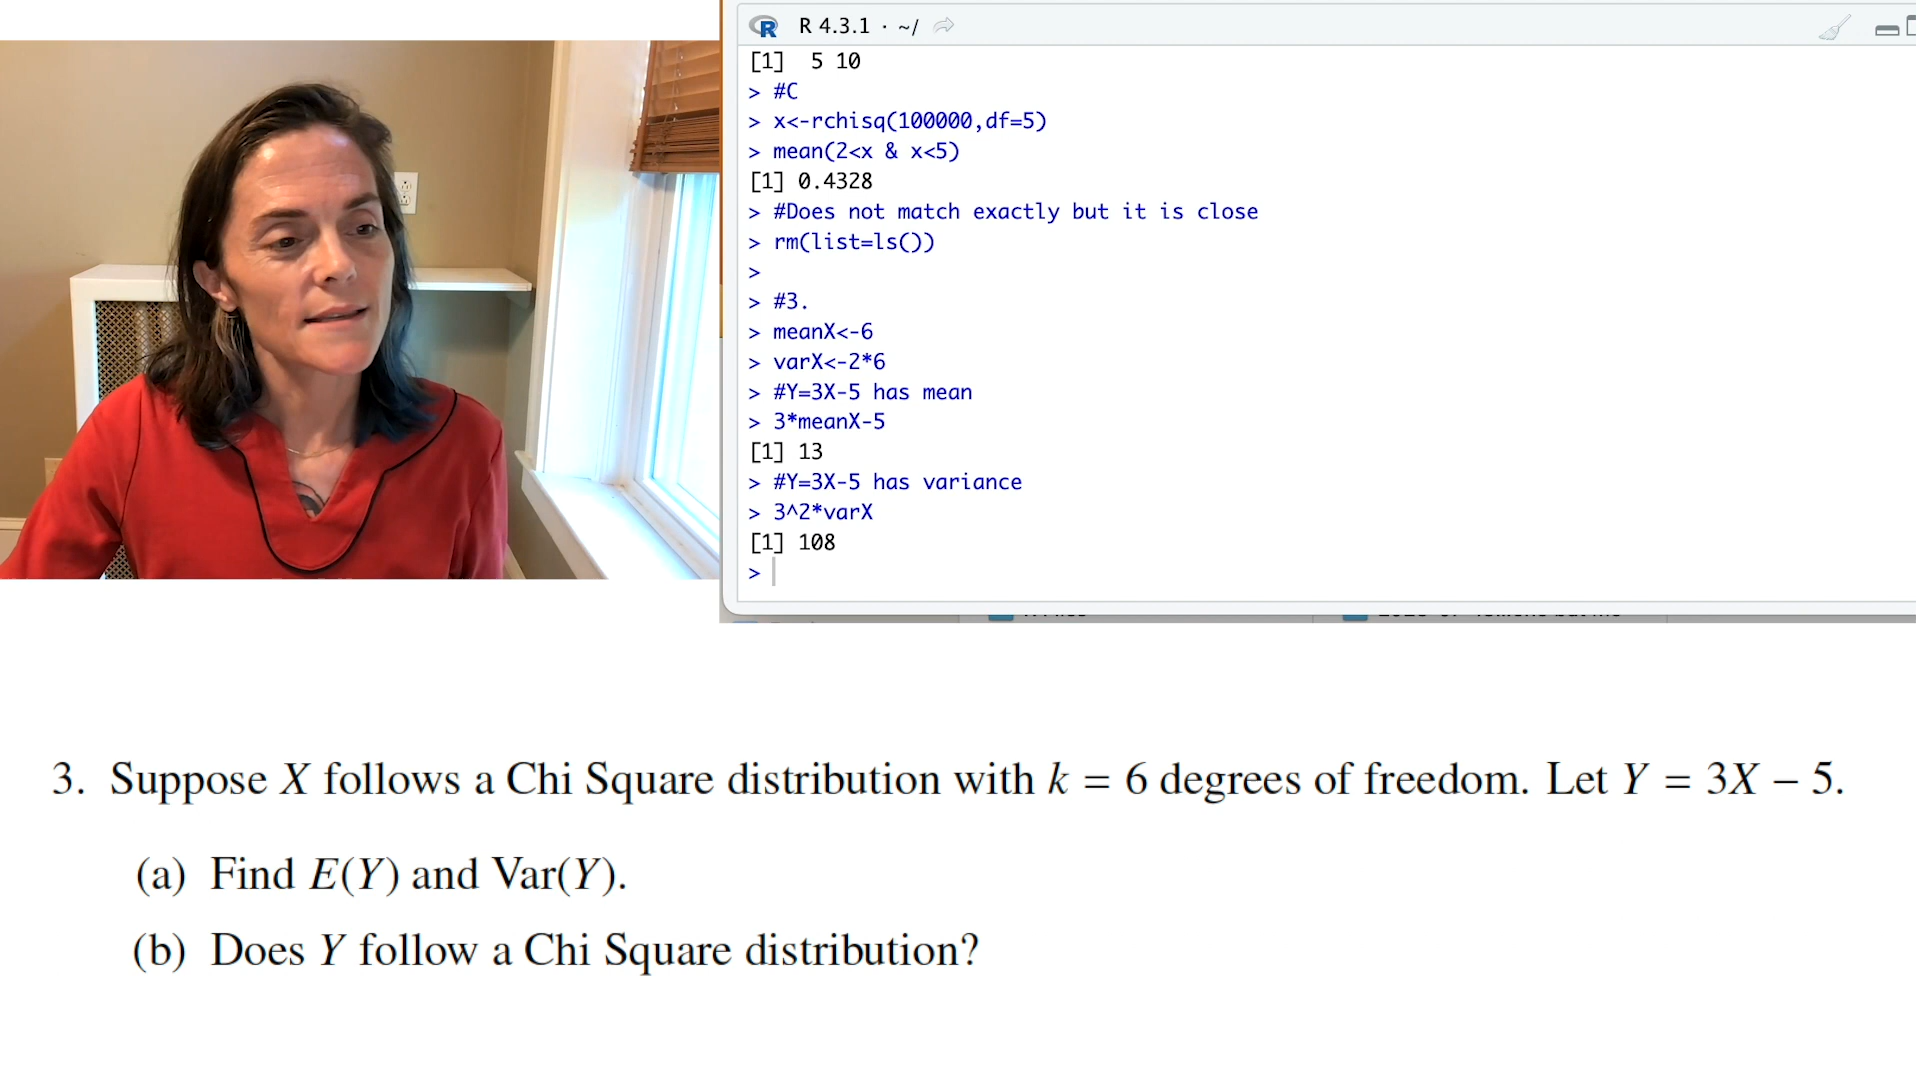 R 4.3.1 · ~/
[1]  5 10
> #C
> x<-rchisq(100000,df=5)
> mean(2<x & x<5)
[1] 0.4328
> #Does not match exactly but it is close
> rm(list=ls())
>
> #3.
> meanX<-6
> varX<-2*6
> #Y=3X-5 has mean
> 3*meanX-5
[1] 13
> #Y=3X-5 has variance
> 3^2*varX
[1] 108
>
3. Suppose X follows a Chi Square distribution with k = 6 degrees of freedom. Let Y = 3X − 5.
(a) Find E(Y) and Var(Y).
(b) Does Y follow a Chi Square distribution?